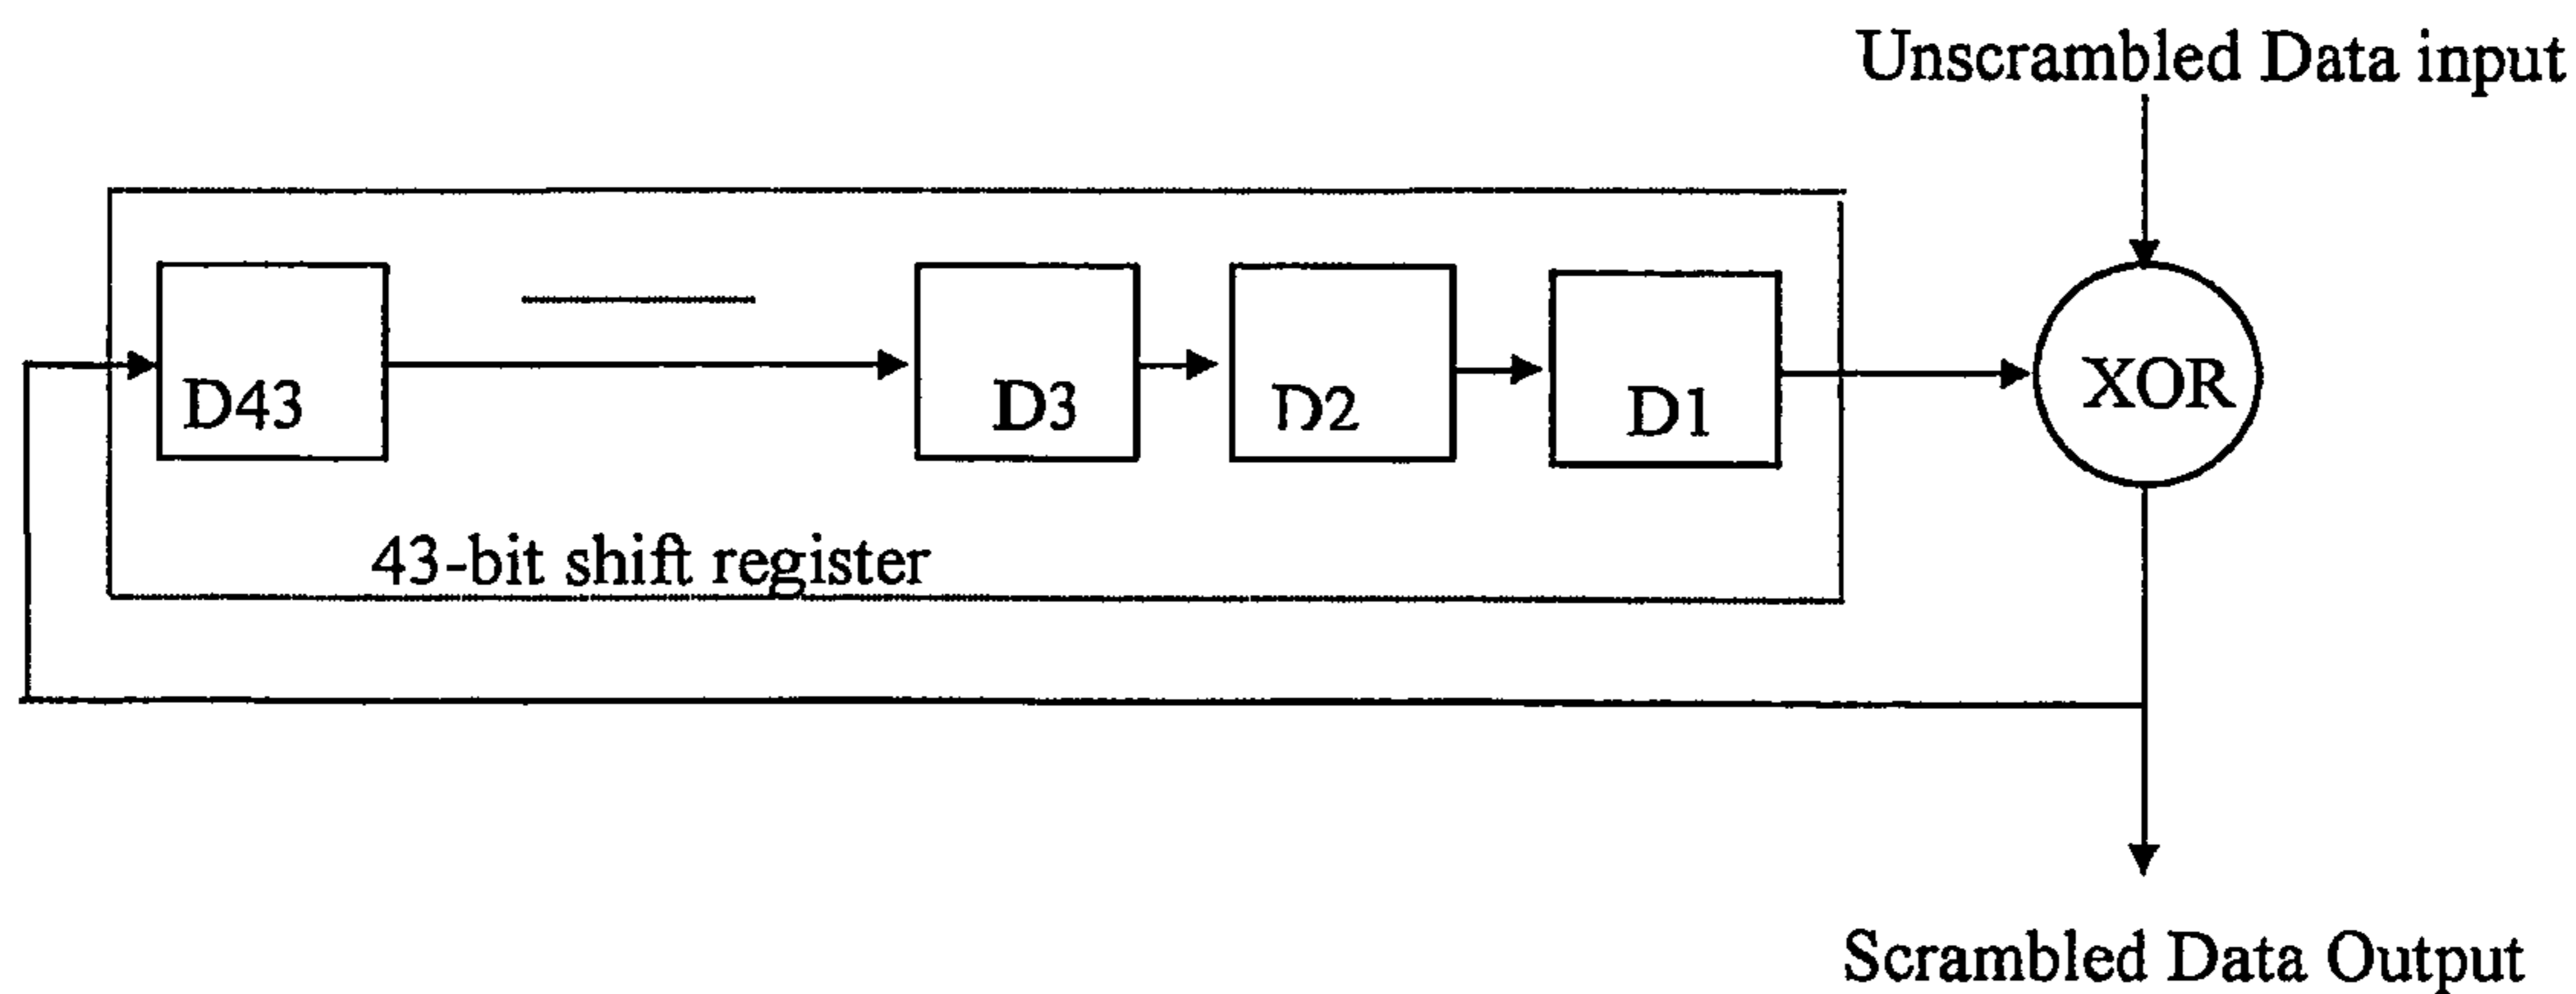 Unscrambled Data input
D43
D3
D2
D1
XOR
43-bit shift register
Scrambled Data Output